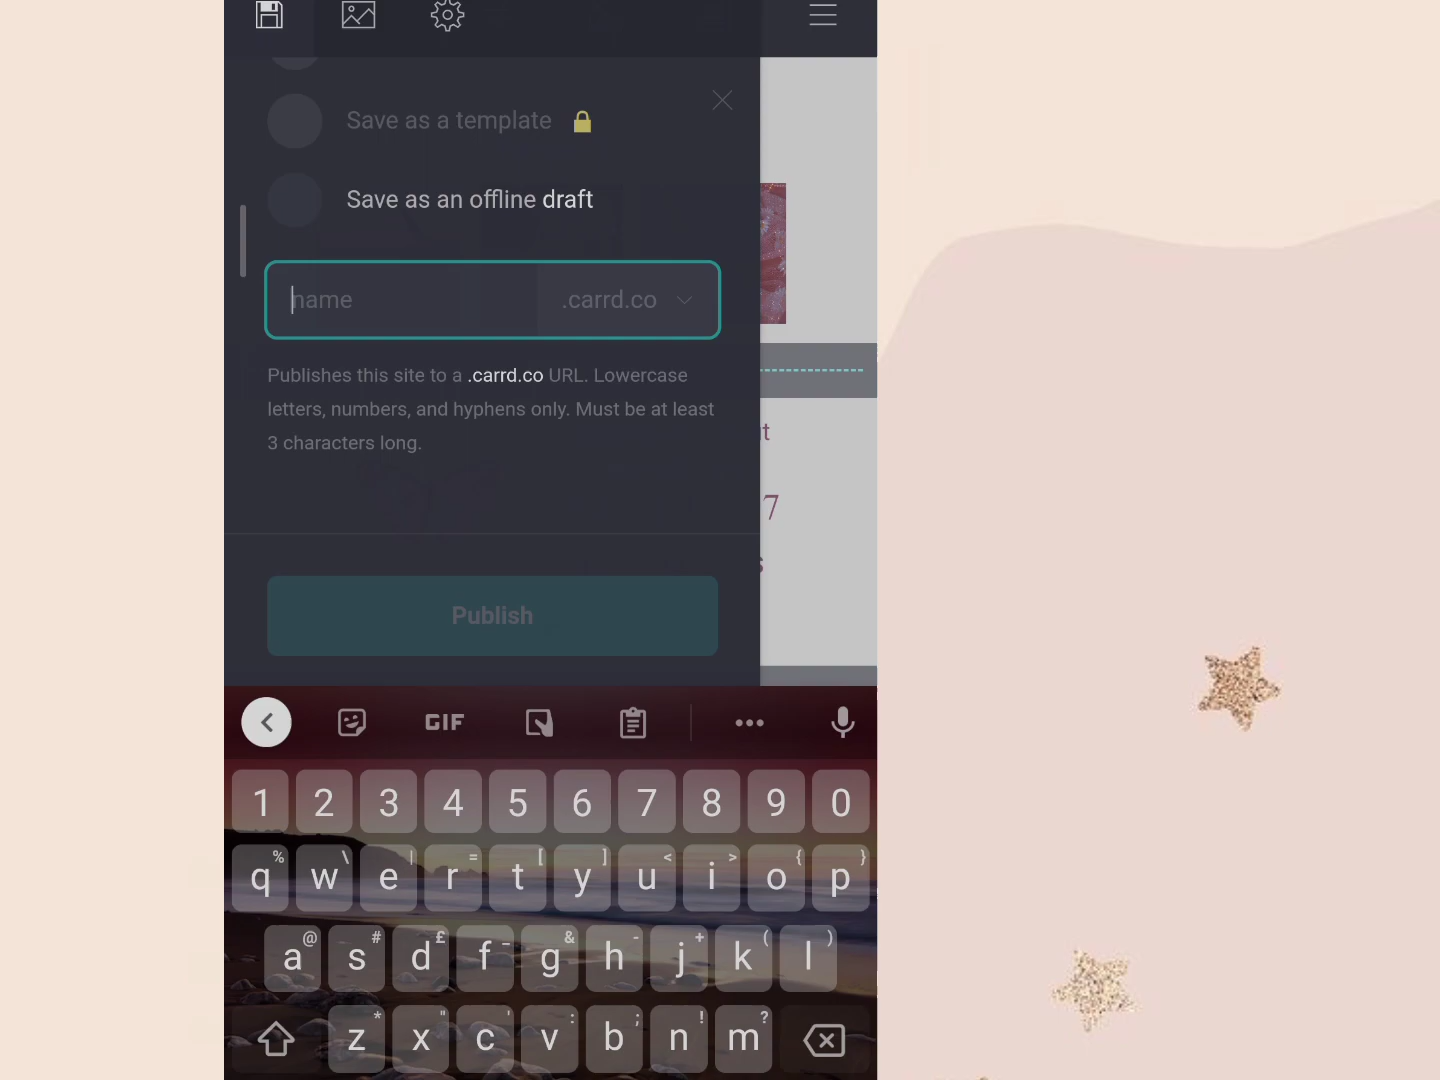 Save as a template
Save as an offline draft
name .carrd.co
Publishes this site to a .carrd.co URL. Lowercase
letters, numbers, and hyphens only. Must be at least
3 characters long.
t
7
Publish
GIF
1 2 3 4 5 6 7 8 9 0
% \ | = [ ] < > { }
q w e r t y u i o p
@ # £ _ & - + ( )
a s d f g h j k l
* " ' : ; ! ?
z x c v b n m